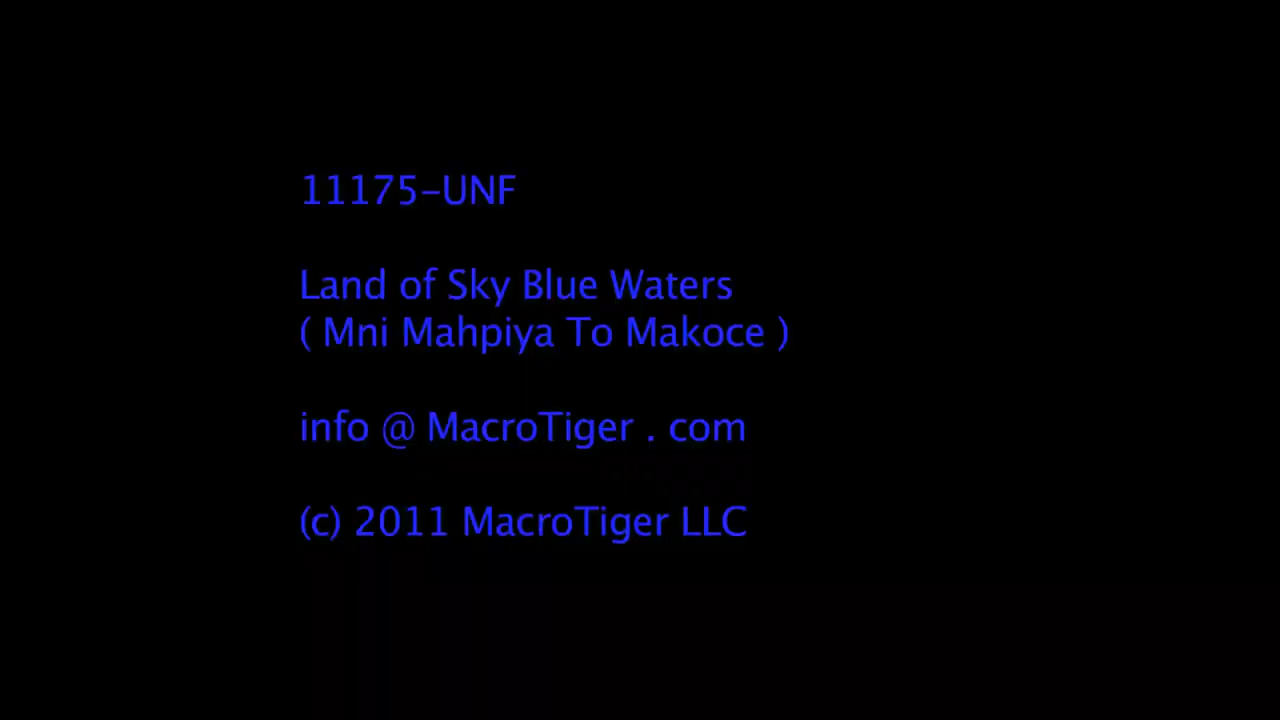 11175-UNF
Land of Sky Blue Waters
( Mni Mahpiya To Makoce )
info @ MacroTiger . com
(c) 2011 MacroTiger LLC